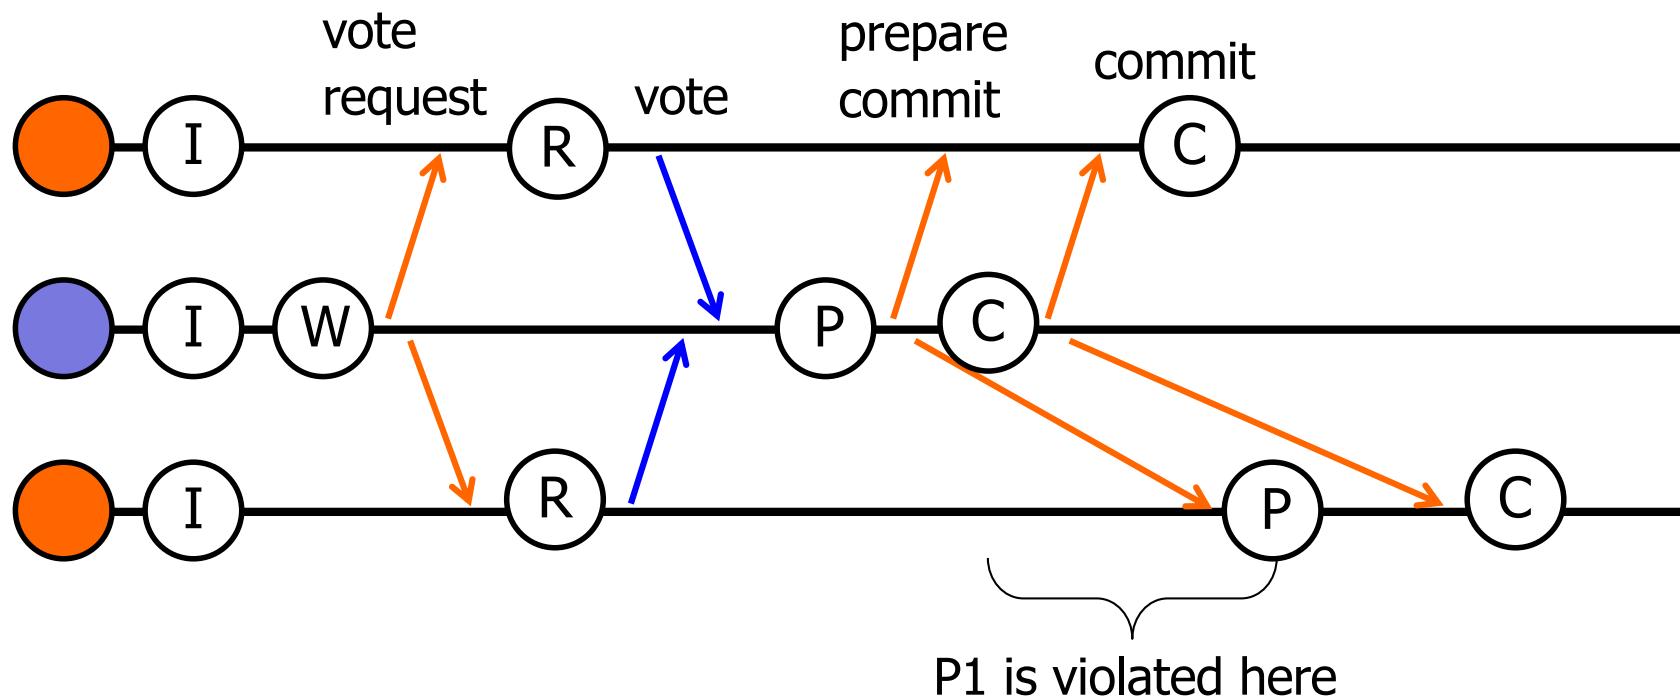 vote
request
vote
prepare
commit
commit
I
R
C
I
W
P
C
I
R
P
C
P1 is violated here